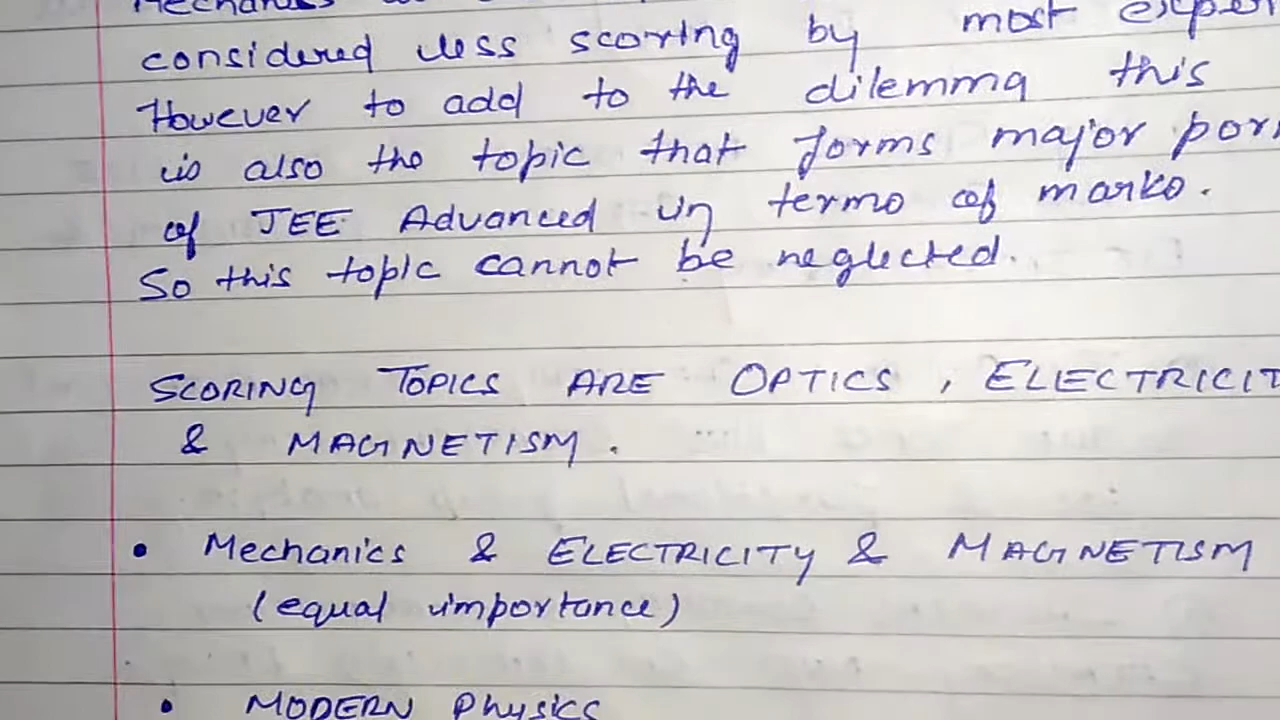 Mechanics
considered less scoring by most
However to add to the dilemma this
is also the topic that forms major
of JEE Advanced in terms of marks.
So this topic cannot be neglected.
SCORING TOPICS ARE OPTICS , ELECTRICIT
& MAGNETISM .
• Mechanics & ELECTRICITY & MAGNETISM
(equal importance)
• MODERN Physics